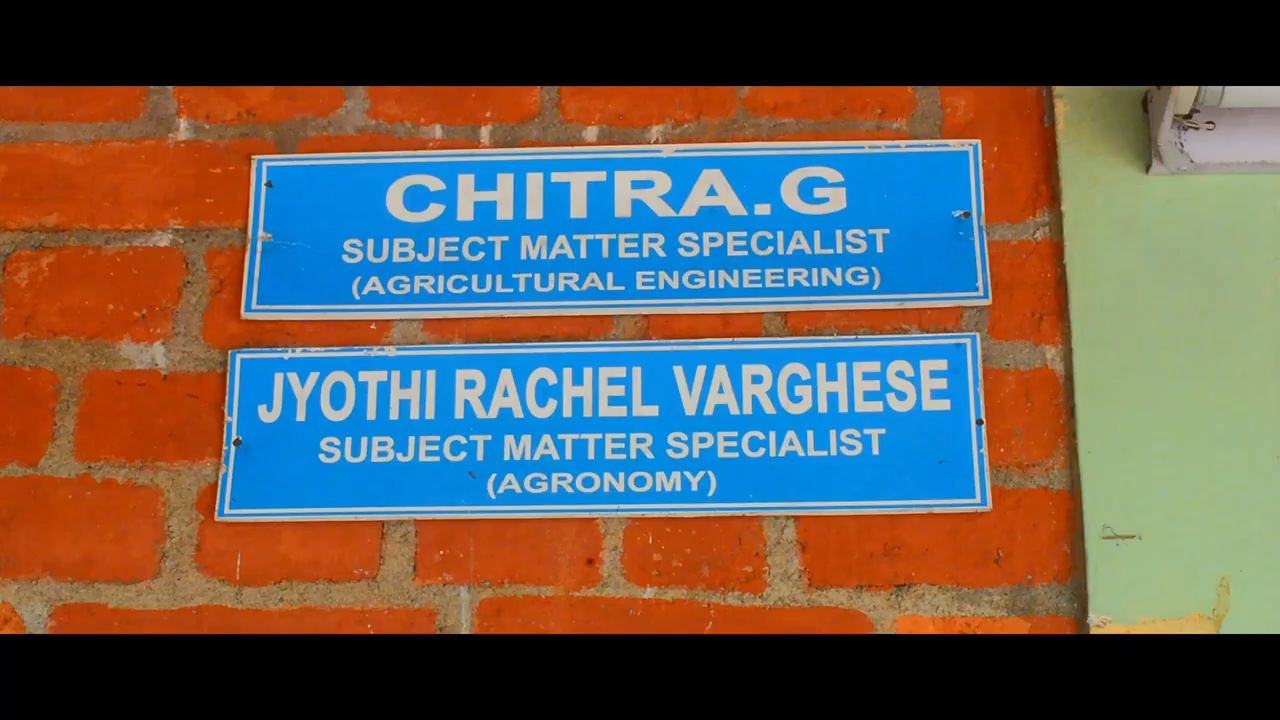 CHITRA.G
SUBJECT MATTER SPECIALIST
(AGRICULTURAL ENGINEERING)
JYOTHI RACHEL VARGHESE
SUBJECT MATTER SPECIALIST
(AGRONOMY)